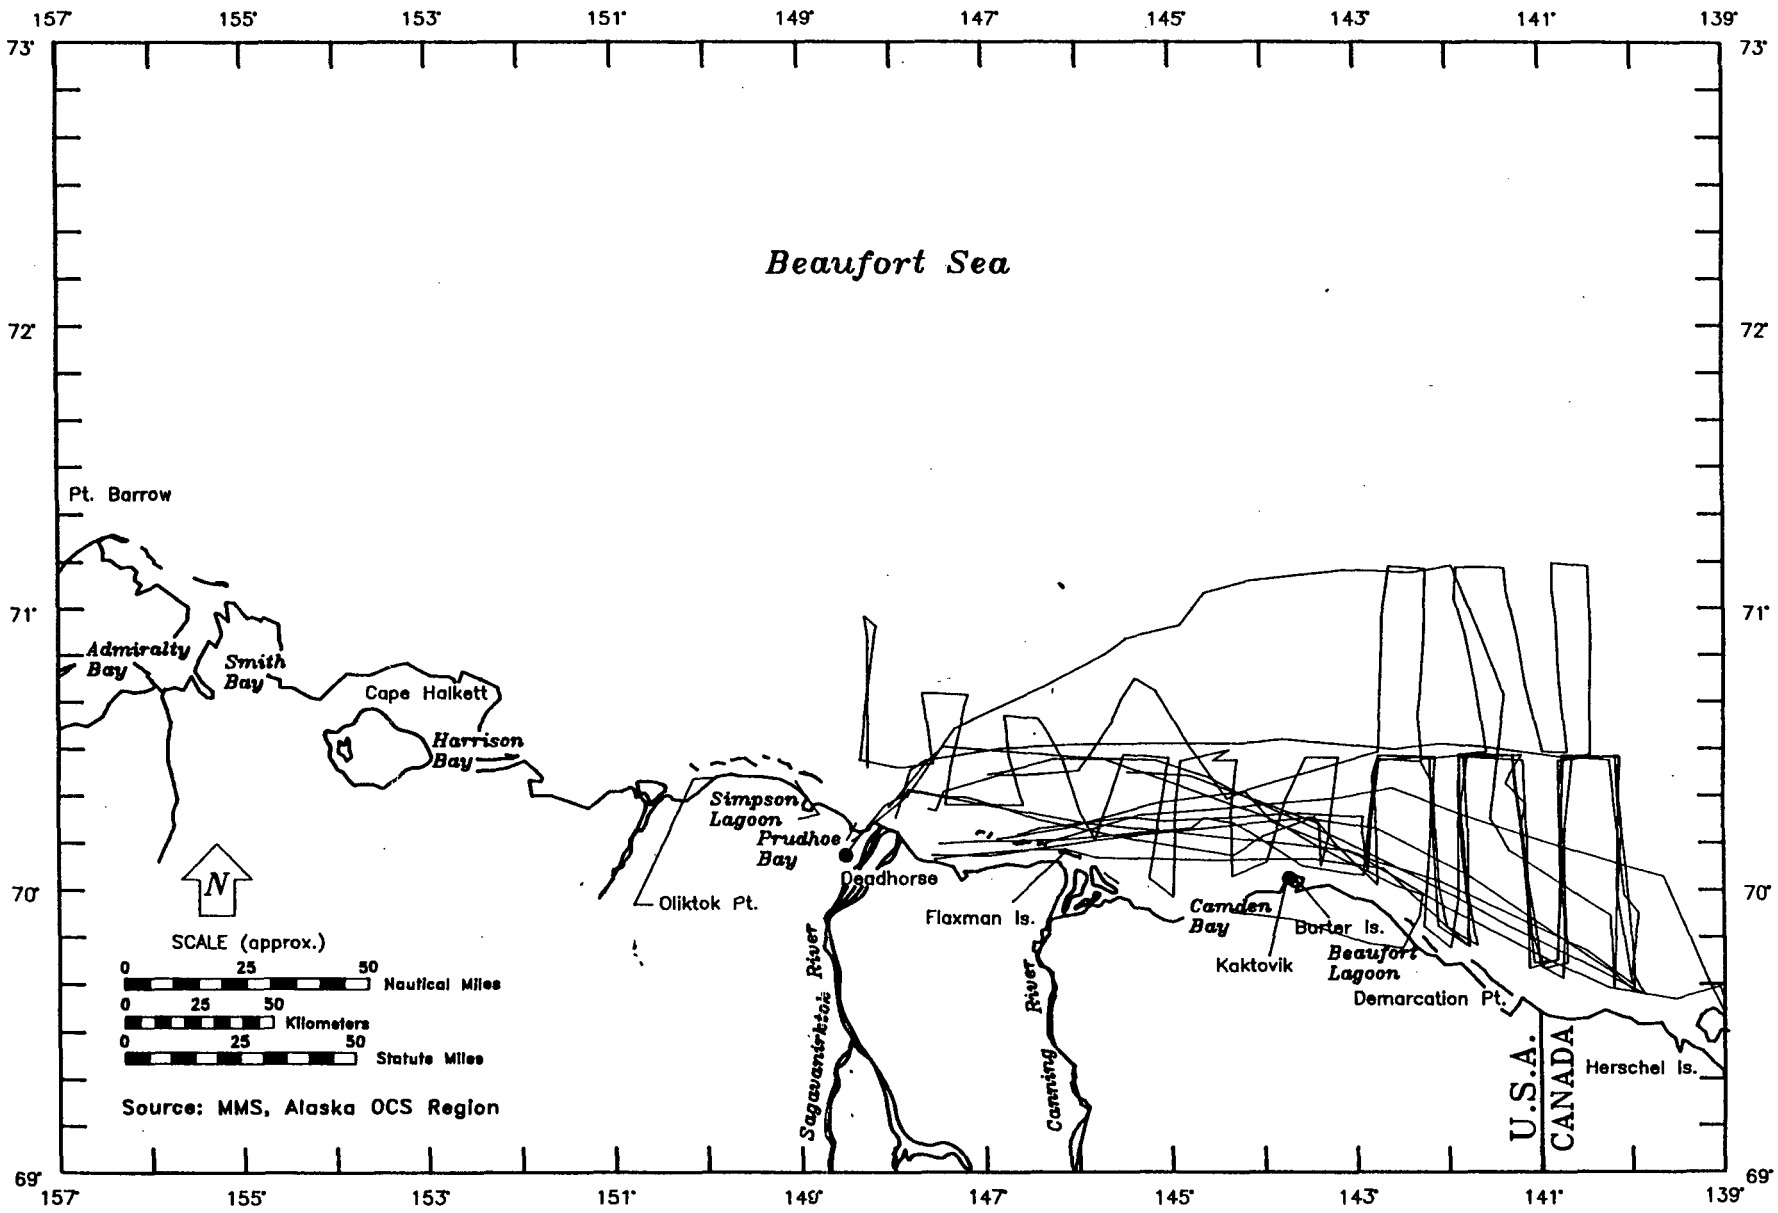 157° 155° 153° 151° 149° 147° 145° 143° 141° 139°
73° 73°
Beaufort Sea
72° 72°
Pt. Barrow
71° 71°
Admiralty
Bay
Smith
Bay
Cape Halkett
Harrison
Bay
Simpson
Lagoon
Prudhoe
Bay
Deadhorse
70° 70°
Oliktok Pt.
Flaxman Is.
Camden
Bay
Barter Is.
Kaktovik
Beaufort
Lagoon
Demarcation Pt.
Herschel Is.
Sagavanirktok River
Canning River
U.S.A.
CANADA
N
SCALE (approx.)
0 25 50
Nautical Miles
0 25 50
Kilometers
0 25 50
Statute Miles
Source: MMS, Alaska OCS Region
69° 69°
157° 155° 153° 151° 149° 147° 145° 143° 141° 139°